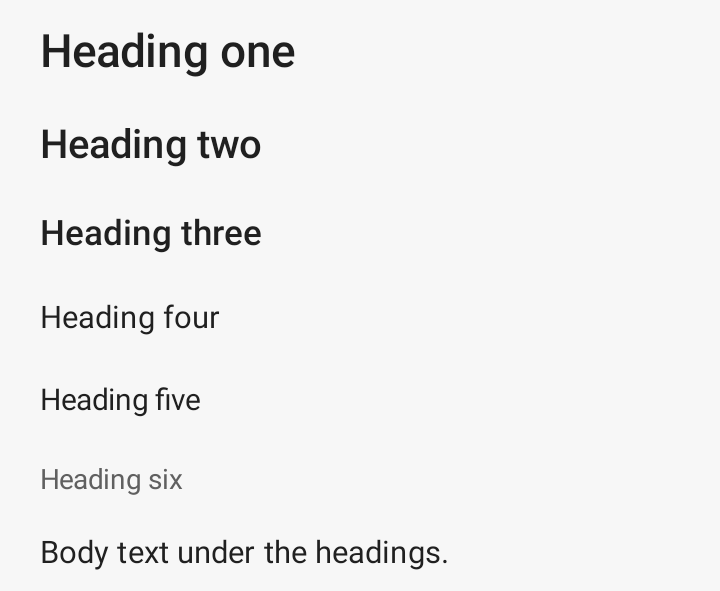 Heading one
Heading two
Heading three
Heading four
Heading five
Heading six
Body text under the headings.